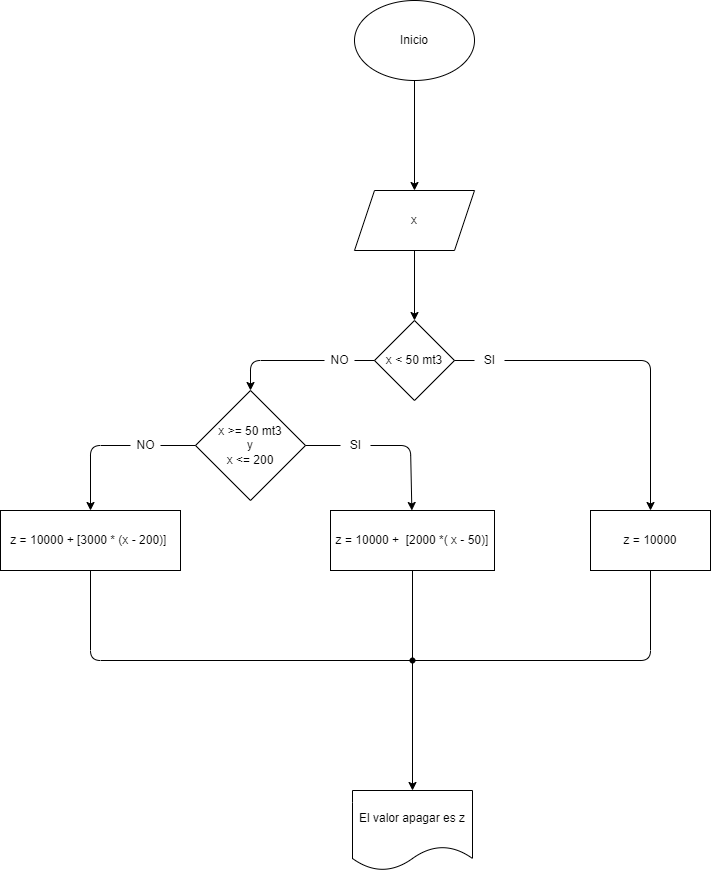 Inicio
x
x < 50 mt3
NO
SI
x >= 50 mt3
y
x <= 200
NO
SI
z = 10000 + [3000 * (x - 200)]
z = 10000 +  [2000 *( x - 50)]
z = 10000
El valor apagar es z